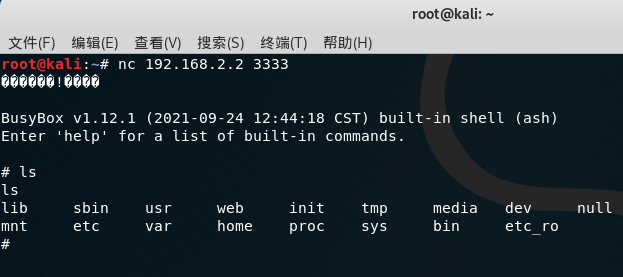 root@kali: ~
文件(F) 编辑(E) 查看(V) 搜索(S) 终端(T) 帮助(H)
root@kali:~# nc 192.168.2.2 3333
������!����
BusyBox v1.12.1 (2021-09-24 12:44:18 CST) built-in shell (ash)
Enter 'help' for a list of built-in commands.
# ls
ls
lib sbin usr web init tmp media dev null
mnt etc var home proc sys bin etc_ro
#